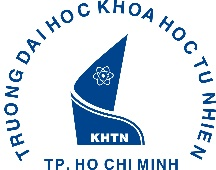 TRUONG DAI HOC KHOA HOC TU NHIEN
KHTN
TP. HO CHI MINH